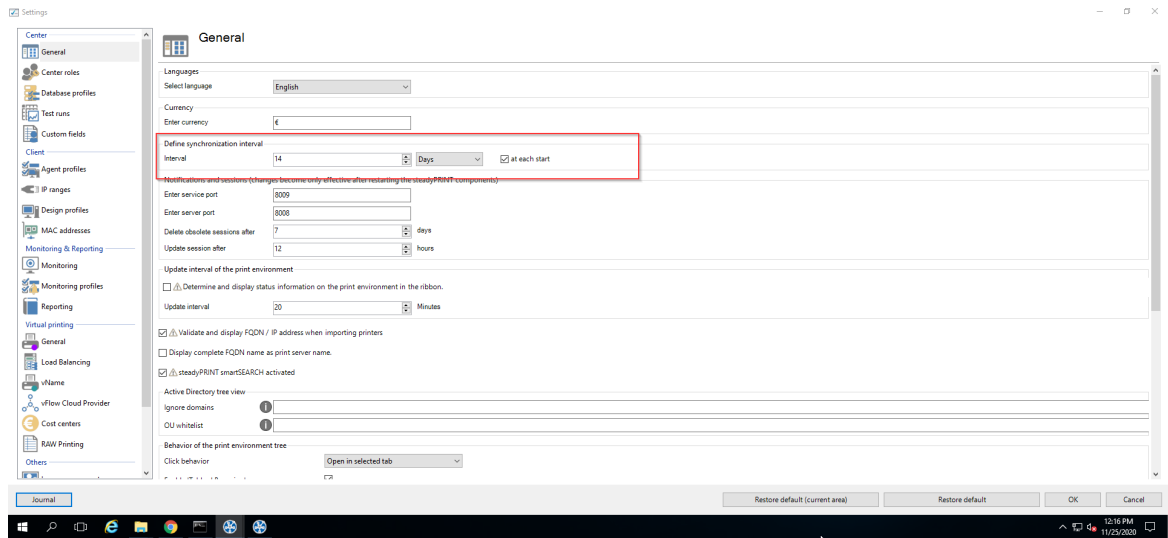 Settings
Center
General
Center roles
Database profiles
Test runs
Custom fields
Client
Agent profiles
IP ranges
Design profiles
MAC addresses
Monitoring & Reporting
Monitoring
Monitoring profiles
Reporting
Virtual printing
General
Load Balancing
vName
vFlow Cloud Provider
Cost centers
RAW Printing
Others
General
Languages
Select language English
Currency
Enter currency €
Define synchronization interval
Interval 14 Days at each start
Notifications and sessions (changes become only effective after restarting the steadyPRINT components)
Enter service port 8009
Enter server port 8008
Delete obsolete sessions after 7 days
Update session after 12 hours
Update interval of the print environment
Determine and display status information on the print environment in the ribbon.
Update interval 20 Minutes
Validate and display FQDN / IP address when importing printers
Display complete FQDN name as print server name.
steadyPRINT smartSEARCH activated
Active Directory tree view
Ignore domains
OU whitelist
Behavior of the print environment tree
Click behavior Open in selected tab
Journal Restore default (current area) Restore default OK Cancel
12:16 PM
11/25/2020